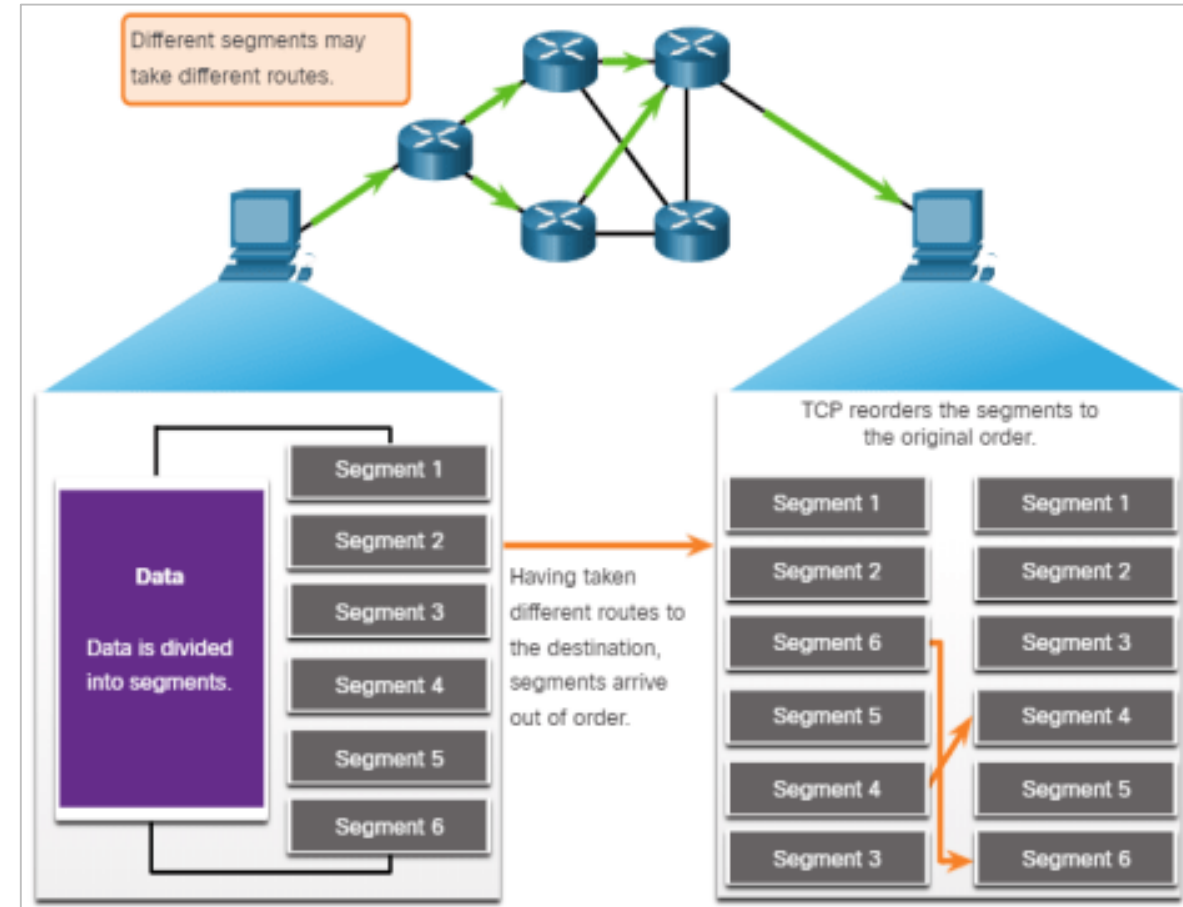 Different segments may
take different routes.
TCP reorders the segments to
the original order.
Data
Data is divided
into segments.
Segment 1
Segment 2
Segment 3
Segment 4
Segment 5
Segment 6
Having taken
different routes to
the destination,
segments arrive
out of order.
Segment 1
Segment 2
Segment 6
Segment 5
Segment 4
Segment 3
Segment 1
Segment 2
Segment 3
Segment 4
Segment 5
Segment 6